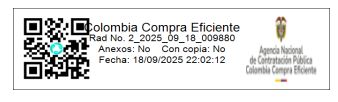 Colombia Compra Eficiente
Rad No. 2_2025_09_18_009880
Anexos: No Con copia: No
Fecha: 18/09/2025 22:02:12
Agencia Nacional
de Contratación Pública
Colombia Compra Eficiente